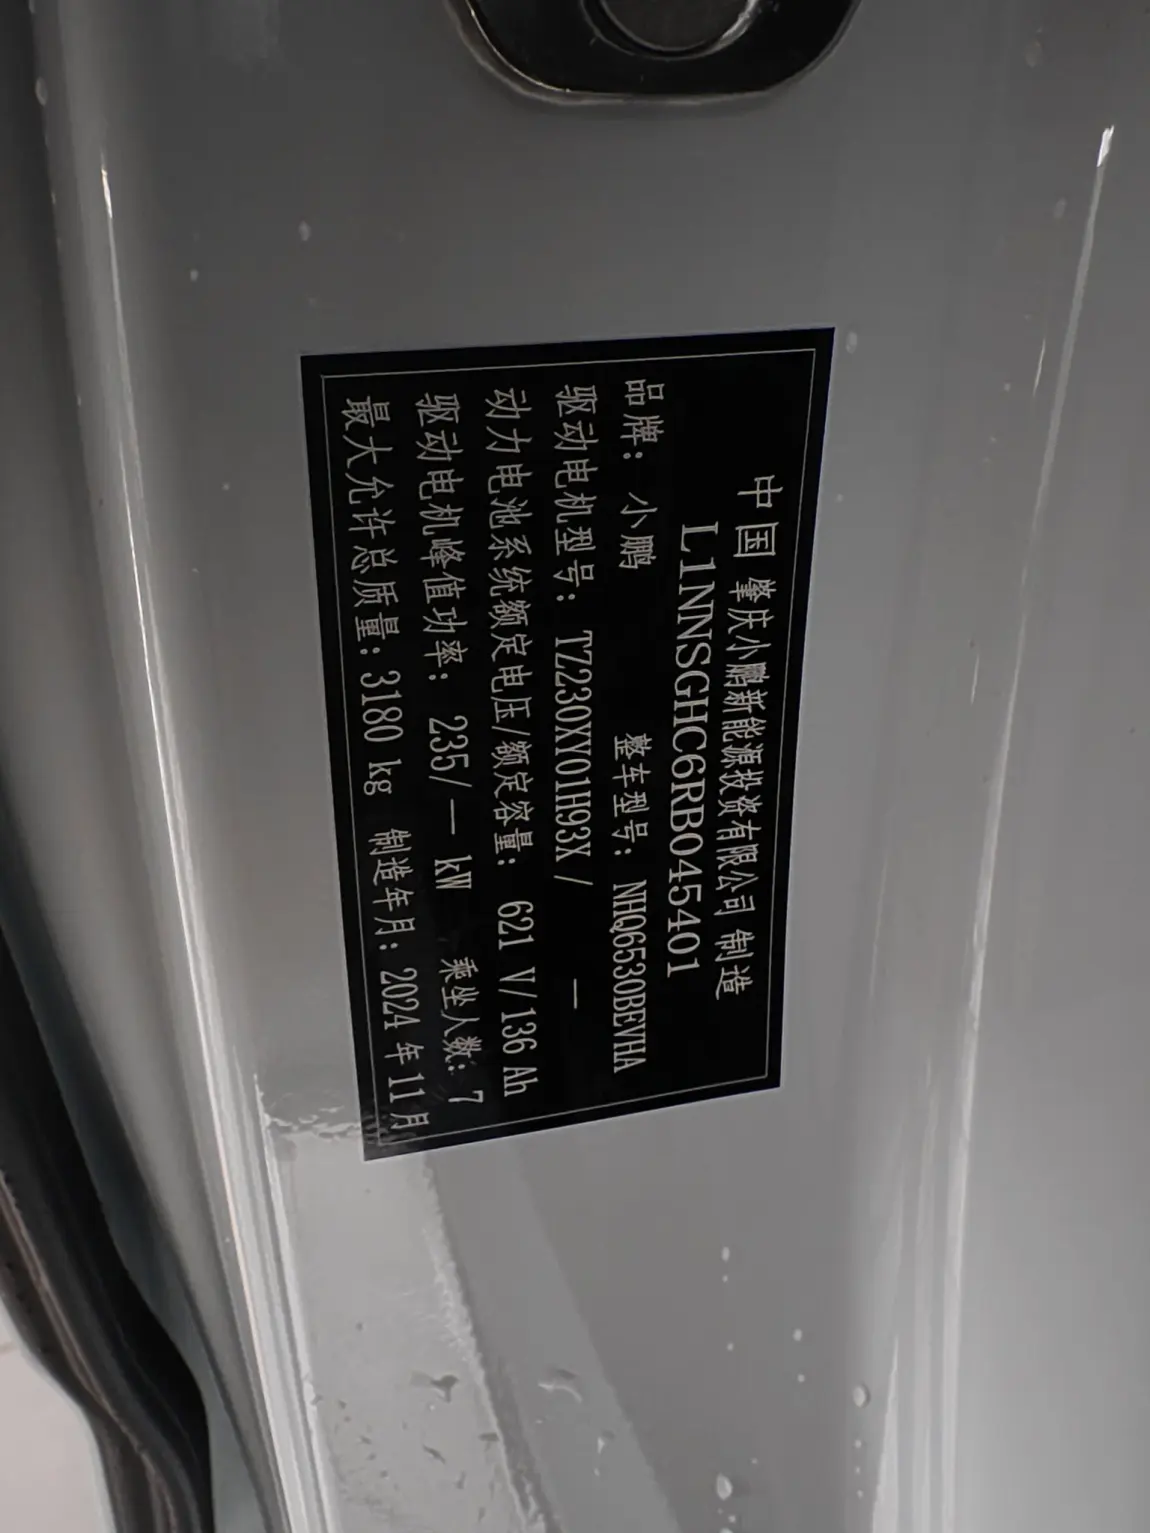 中国 肇庆小鹏新能源投资有限公司 制造
L1NNSGHC6RB045401
品牌： 小鹏 整车型号： NHQ6530BEVHA
驱动电机型号： TZ230XY01H93X / —
动力电池系统额定电压/额定容量： 621 V/136 Ah
驱动电机峰值功率： 235/— kW 乘坐人数： 7
最大允许总质量：3180 kg 制造年月： 2024 年11月